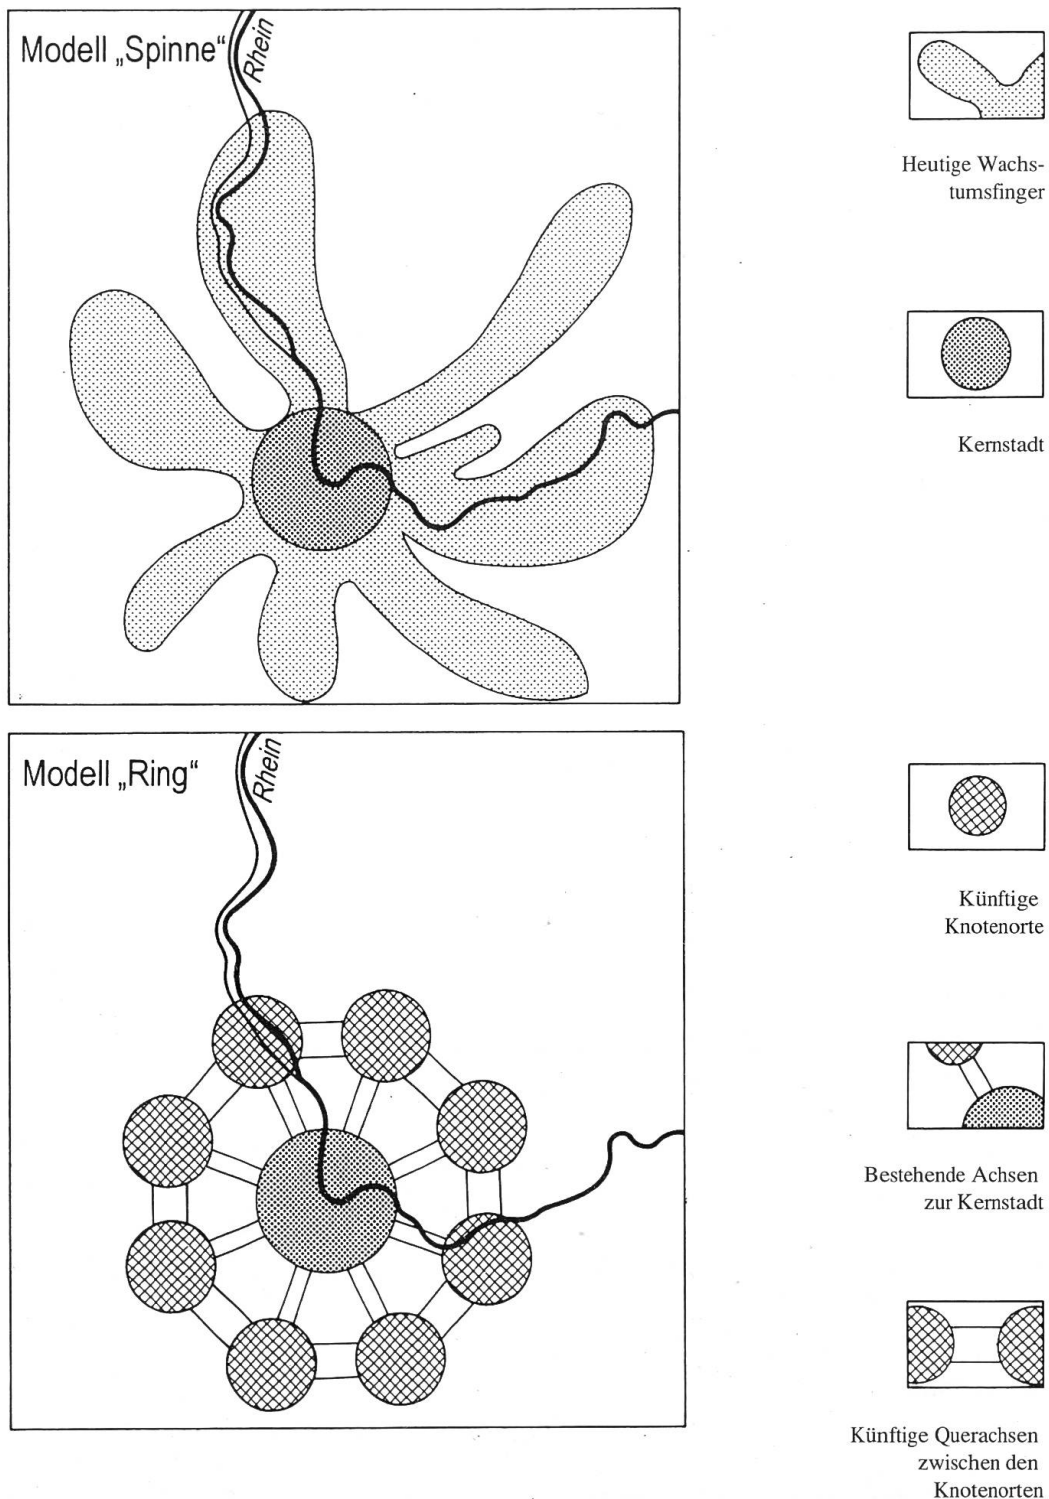 Modell „Spinne“
Rhein
Heutige Wachs-
tumsfinger
Kernstadt
Modell „Ring“
Rhein
Künftige
Knotenorte
Bestehende Achsen
zur Kernstadt
Künftige Querachsen
zwischen den
Knotenorten